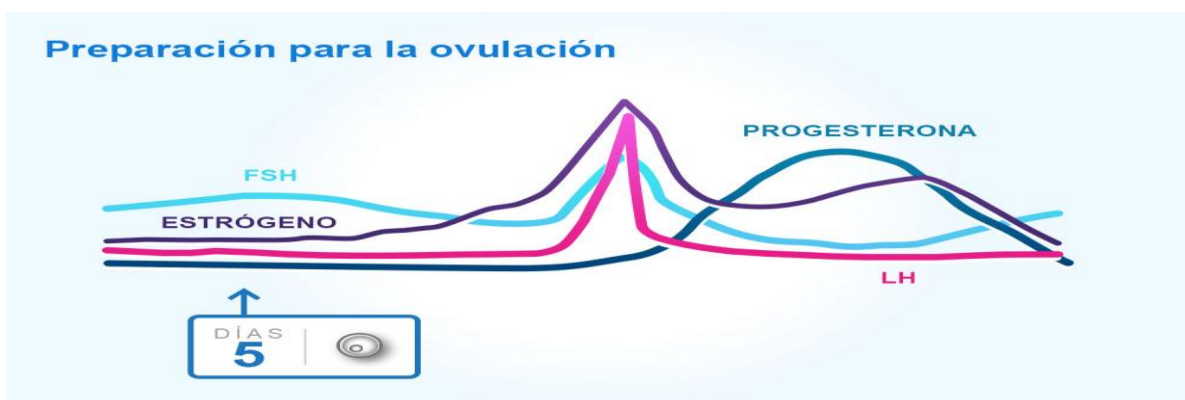 Preparación para la ovulación
PROGESTERONA
FSH
ESTRÓGENO
LH
DÍAS
5